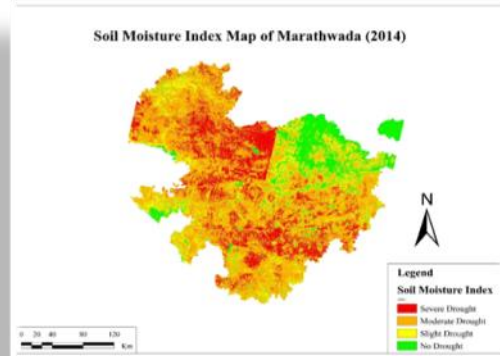 Soil Moisture Index Map of Marathwada (2014)
N
Legend
Soil Moisture Index
Severe Drought
Moderate Drought
Slight Drought
No Drought
0 20 40 80 120
Km